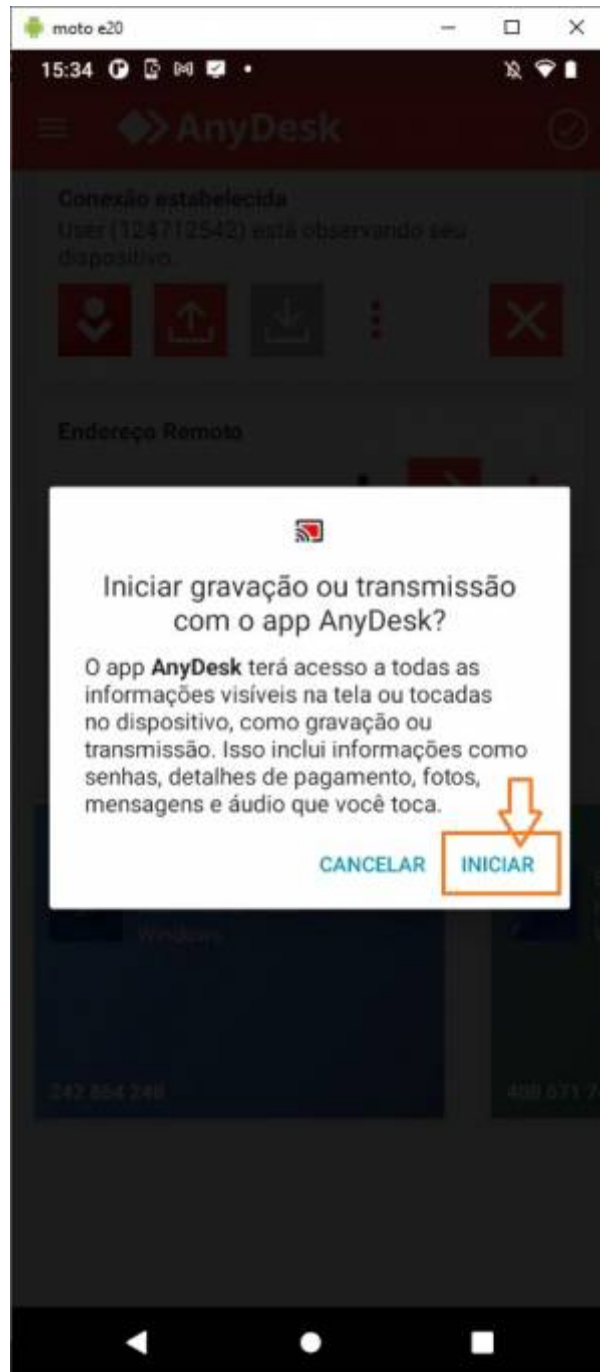 moto e20
15:34
AnyDesk
Conexão estabelecida
User (124712542) está observando seu
dispositivo.
Endereço Remoto
Iniciar gravação ou transmissão
com o app AnyDesk?
O app AnyDesk terá acesso a todas as
informações visíveis na tela ou tocadas
no dispositivo, como gravação ou
transmissão. Isso inclui informações como
senhas, detalhes de pagamento, fotos,
mensagens e áudio que você toca.
CANCELAR INICIAR
Windows